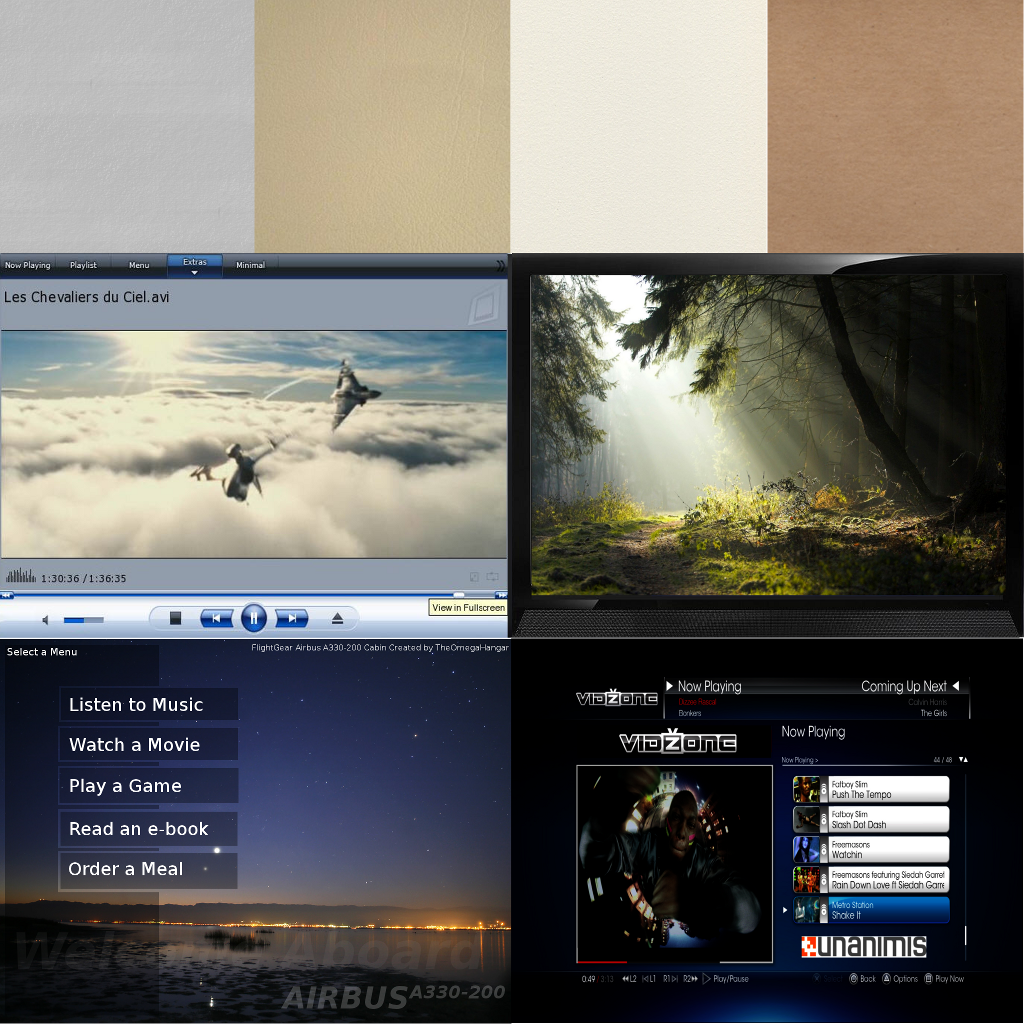 Now Playing Playlist Menu Extras Minimal
Les Chevaliers du Ciel.avi
1:30:36 / 1:36:35
View in Fullscreen
Select a Menu
FlightGear Airbus A330-200 Cabin Created by TheOmegaHangar
Listen to Music
Watch a Movie
Play a Game
Read an e-book
Order a Meal
Welcome Aboard
AIRBUS A330-200
VIDZONE
Now Playing
Coming Up Next
Dizzee Rascal
Calvin Harris
Bonkers
The Girls
VIDZONE
Now Playing
Now Playing >
44 / 48
Fatboy Slim
Push The Tempo
Fatboy Slim
Slash Dot Dash
Freemasons
Watchin
Freemasons featuring Siedah Garret
Rain Down Love ft Siedah Garre
Metro Station
Shake It
unanimis
0:49 / 3:13 L2 L1 R1 R2 Play/Pause
Back Options Play Now